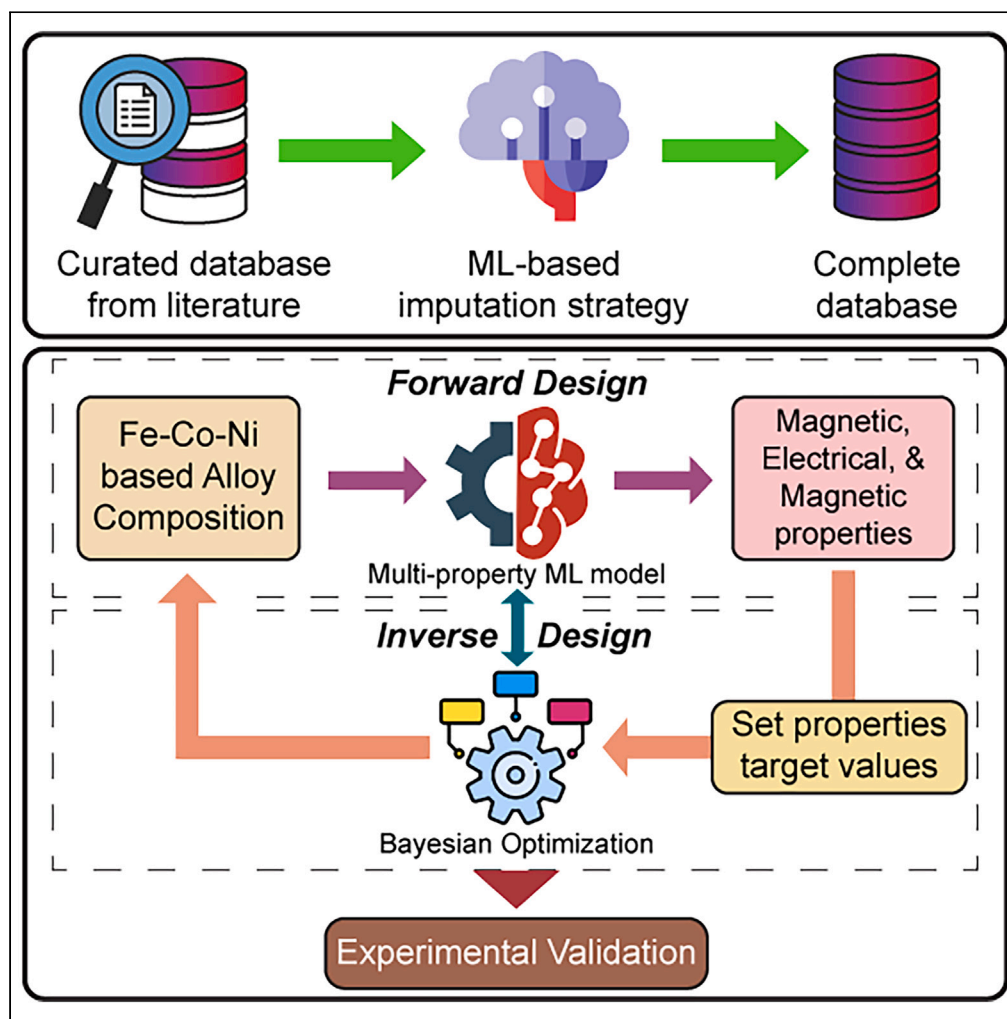 Curated database
from literature
ML-based
imputation strategy
Complete
database
Forward Design
Fe-Co-Ni
based Alloy
Composition
Multi-property ML model
Magnetic,
Electrical, &
Magnetic
properties
Inverse Design
Set properties
target values
Bayesian Optimization
Experimental Validation